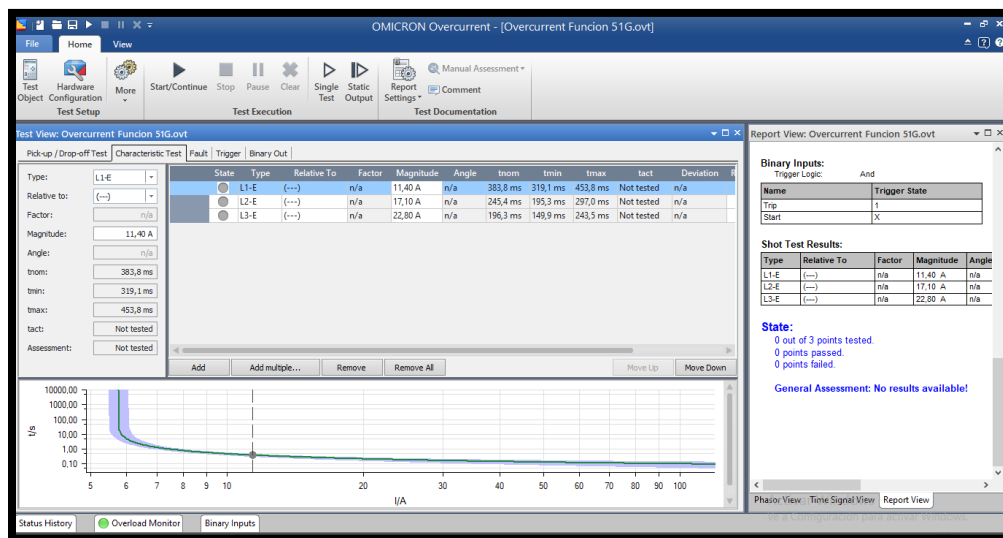 OMICRON Overcurrent - [Overcurrent Funcion 51G.ovt]
File Home View
Test Object Hardware Configuration More Start/Continue Stop Pause Clear Single Test Static Output Report Settings Manual Assessment Comment
Test Setup Test Execution Test Documentation
Test View: Overcurrent Funcion 51G.ovt
Pick-up / Drop-off Test Characteristic Test Fault Trigger Binary Out
Type: L1-E
Relative to: (---)
Factor: n/a
Magnitude: 11,40 A
Angle: n/a
tnom: 383,8 ms
tmin: 319,1 ms
tmax: 453,8 ms
tact: Not tested
Assessment: Not tested
State Type Relative To Factor Magnitude Angle tnom tmin tmax tact Deviation R
L1-E (---) n/a 11,40 A n/a 383,8 ms 319,1 ms 453,8 ms Not tested n/a
L2-E (---) n/a 17,10 A n/a 245,4 ms 195,3 ms 297,0 ms Not tested n/a
L3-E (---) n/a 22,80 A n/a 196,3 ms 149,9 ms 243,5 ms Not tested n/a
Add Add multiple... Remove Remove All Move Up Move Down
t/s
10000,00
1000,00
100,00
10,00
1,00
0,10
5 6 7 8 9 10 20 30 40 50 60 70 80 90 100
I/A
Report View: Overcurrent Funcion 51G.ovt
Binary Inputs:
Trigger Logic: And
Name Trigger State
Trip 1
Start X
Shot Test Results:
Type Relative To Factor Magnitude Angle
L1-E (---) n/a 11,40 A n/a
L2-E (---) n/a 17,10 A n/a
L3-E (---) n/a 22,80 A n/a
State:
0 out of 3 points tested.
0 points passed.
0 points failed.
General Assessment: No results available!
Phasor View Time Signal View Report View
Ve a Configuración para activar Windows.
Status History Overload Monitor Binary Inputs